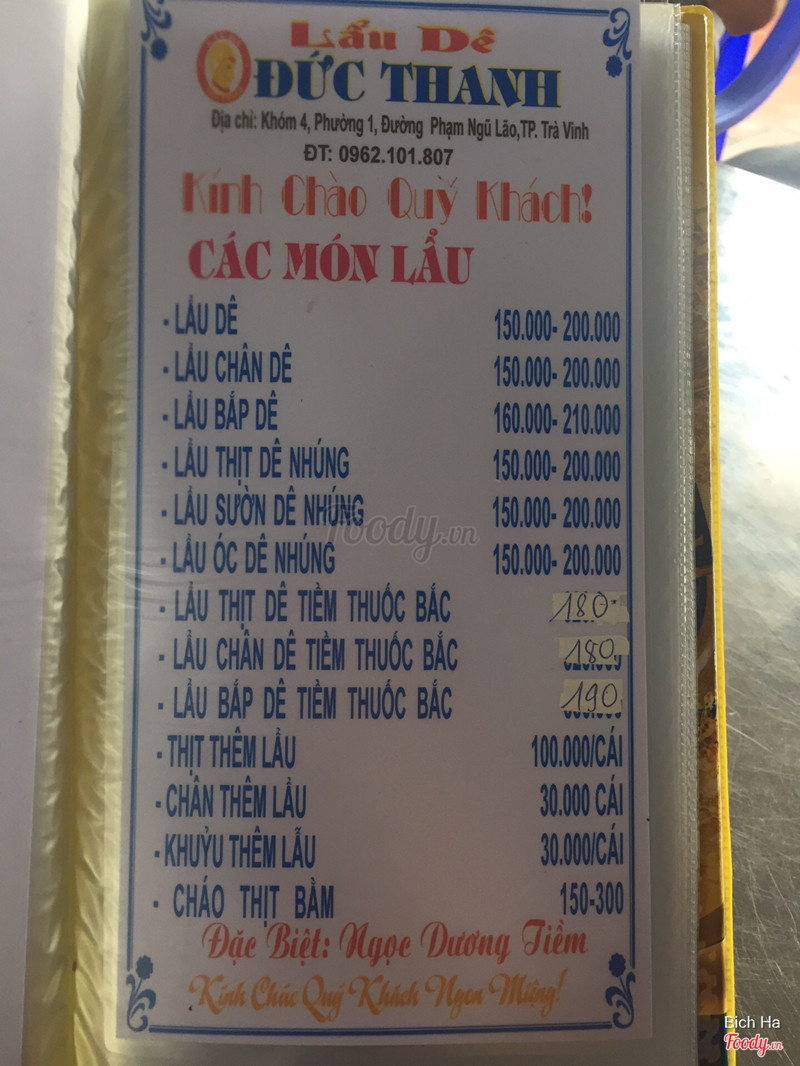 Lẩu Dê
ĐỨC THANH
Địa chỉ: Khóm 4, Phường 1, Đường Phạm Ngũ Lão,TP. Trà Vinh
ĐT: 0962.101.807
Kính Chào Quý Khách!
CÁC MÓN LẨU
- LẨU DÊ 150.000- 200.000
- LẨU CHÂN DÊ 150.000- 200.000
- LẨU BẮP DÊ 160.000- 210.000
- LẨU THỊT DÊ NHÚNG 150.000- 200.000
- LẨU SƯỜN DÊ NHÚNG 150.000- 200.000
- LẨU ÓC DÊ NHÚNG 150.000- 200.000
- LẨU THỊT DÊ TIỀM THUỐC BẮC 180
- LẨU CHÂN DÊ TIỀM THUỐC BẮC 180
- LẨU BẮP DÊ TIỀM THUỐC BẮC 190
- THỊT THÊM LẨU 100.000/CÁI
- CHÂN THÊM LẨU 30.000 CÁI
- KHUỶU THÊM LẪU 30.000/CÁI
- CHÁO THỊT BẰM 150-300
Đặc Biệt: Ngọc Dương Tiềm
Kính Chúc Quý Khách Ngon Miệng!
Foody.vn
Bich Ha
Foody.vn